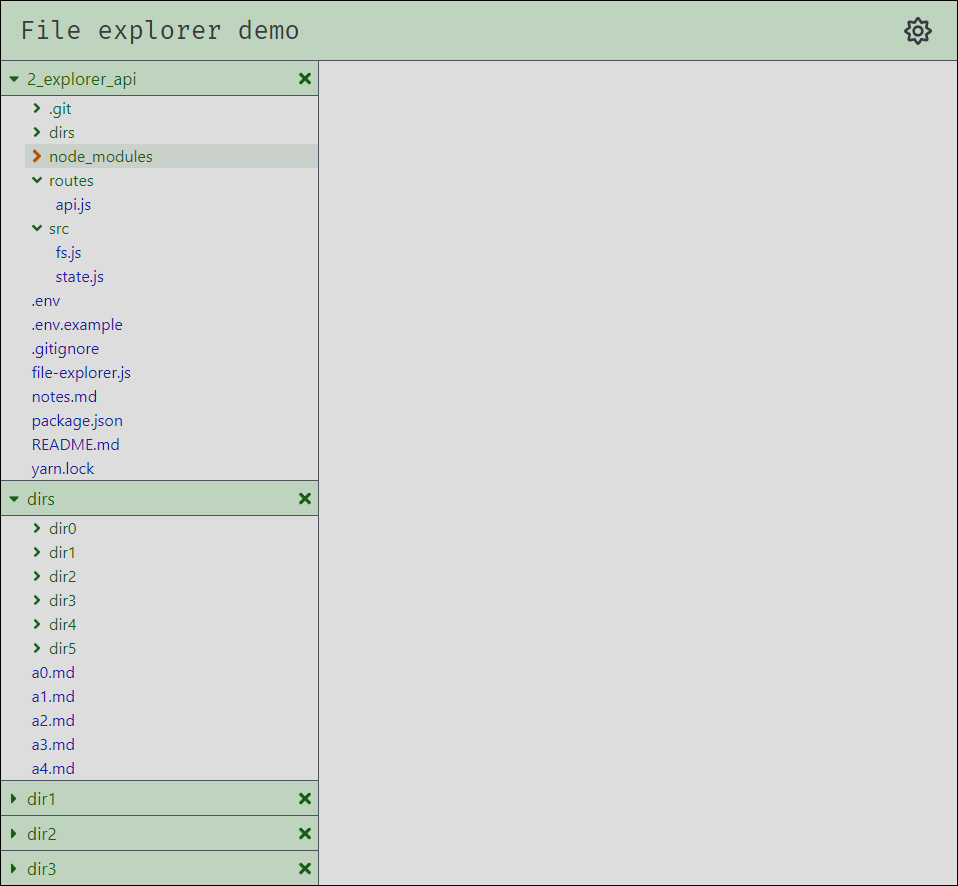 File explorer demo
2_explorer_api
.git
dirs
node_modules
routes
api.js
src
fs.js
state.js
.env
.env.example
.gitignore
file-explorer.js
notes.md
package.json
README.md
yarn.lock
dirs
dir0
dir1
dir2
dir3
dir4
dir5
a0.md
a1.md
a2.md
a3.md
a4.md
dir1
dir2
dir3